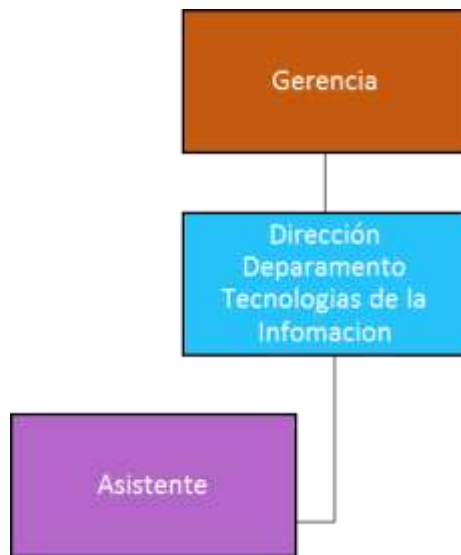 Gerencia
Dirección
Deparamento
Tecnologias de la
Infomacion
Asistente